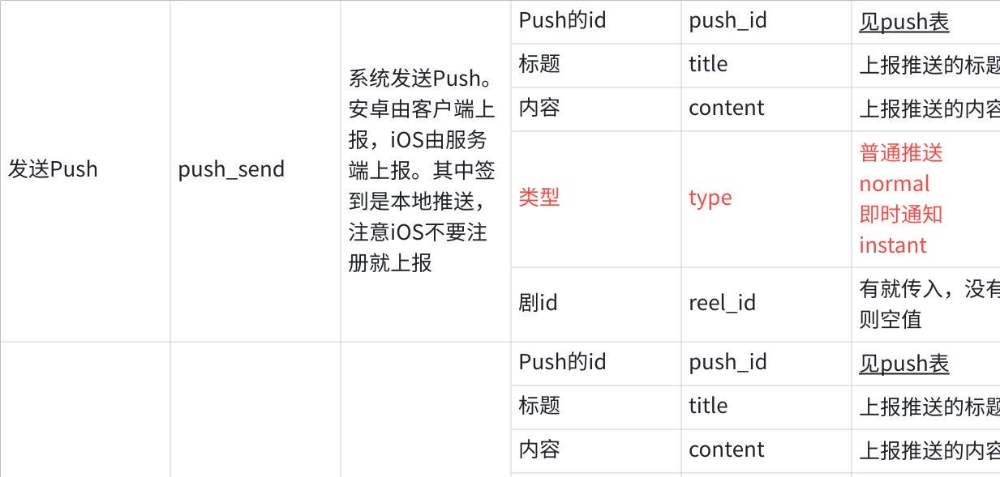 发送Push
push_send
系统发送Push。
安卓由客户端上
报，iOS由服务
端上报。其中签
到是本地推送，
注意iOS不要注
册就上报
Push的id
push_id
见push表
标题
title
上报推送的标题
内容
content
上报推送的内容
类型
type
普通推送
normal
即时通知
instant
剧id
reel_id
有就传入，没有
则空值
Push的id
push_id
见push表
标题
title
上报推送的标题
内容
content
上报推送的内容